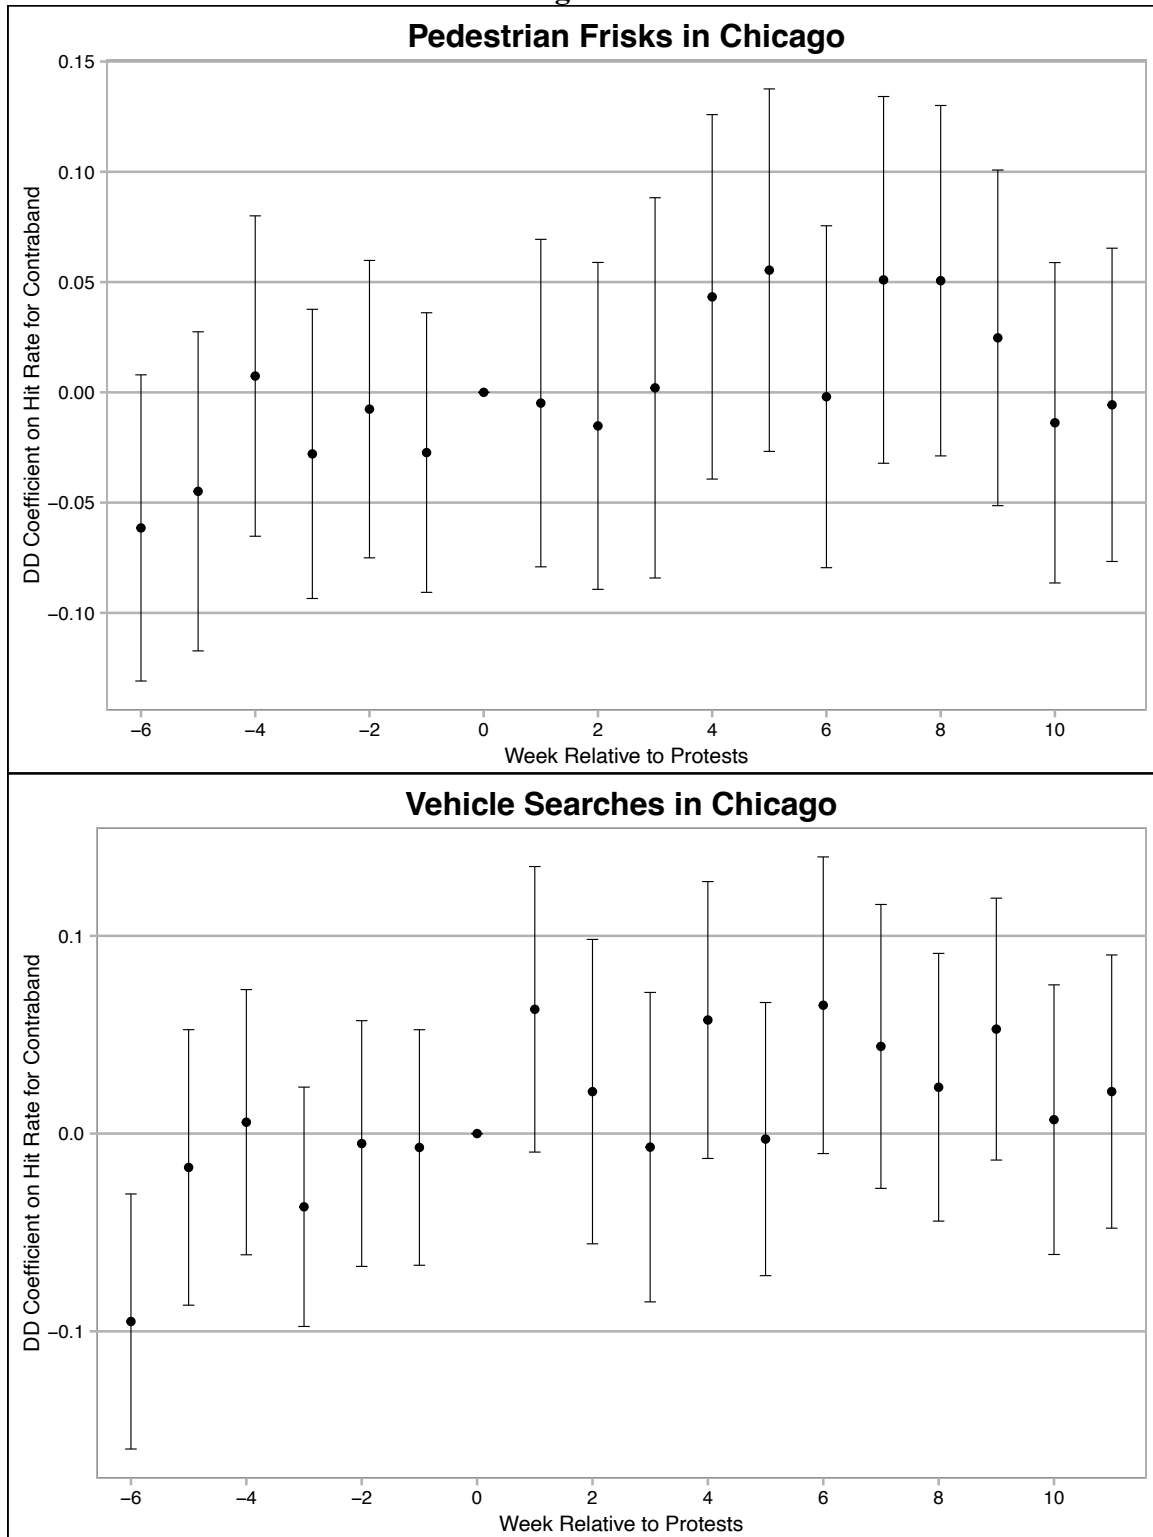 Pedestrian Frisks in Chicago
DD Coefficient on Hit Rate for Contraband
0.15
0.10
0.05
0.00
−0.05
−0.10
−6 −4 −2 0 2 4 6 8 10
Week Relative to Protests
Vehicle Searches in Chicago
DD Coefficient on Hit Rate for Contraband
0.1
0.0
−0.1
−6 −4 −2 0 2 4 6 8 10
Week Relative to Protests